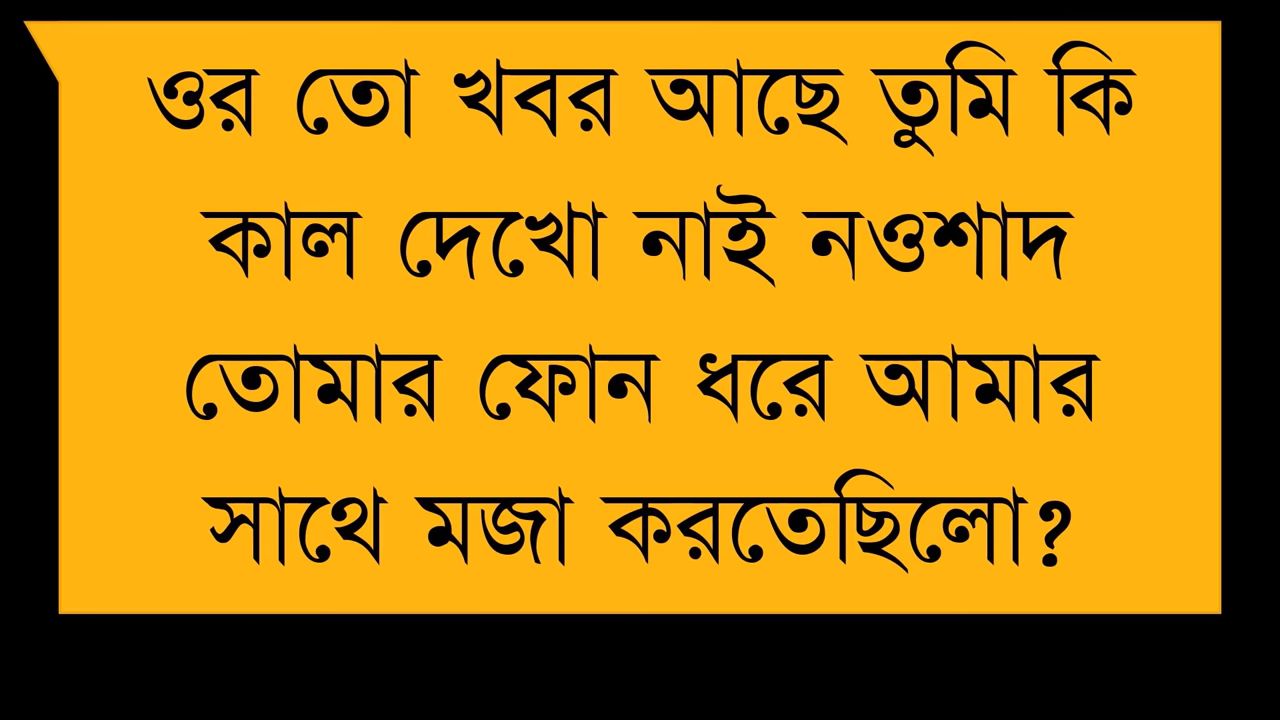 ওর তো খবর আছে তুমি কি
কাল দেখো নাই নওশাদ
তোমার ফোন ধরে আমার
সাথে মজা করতেছিলো?